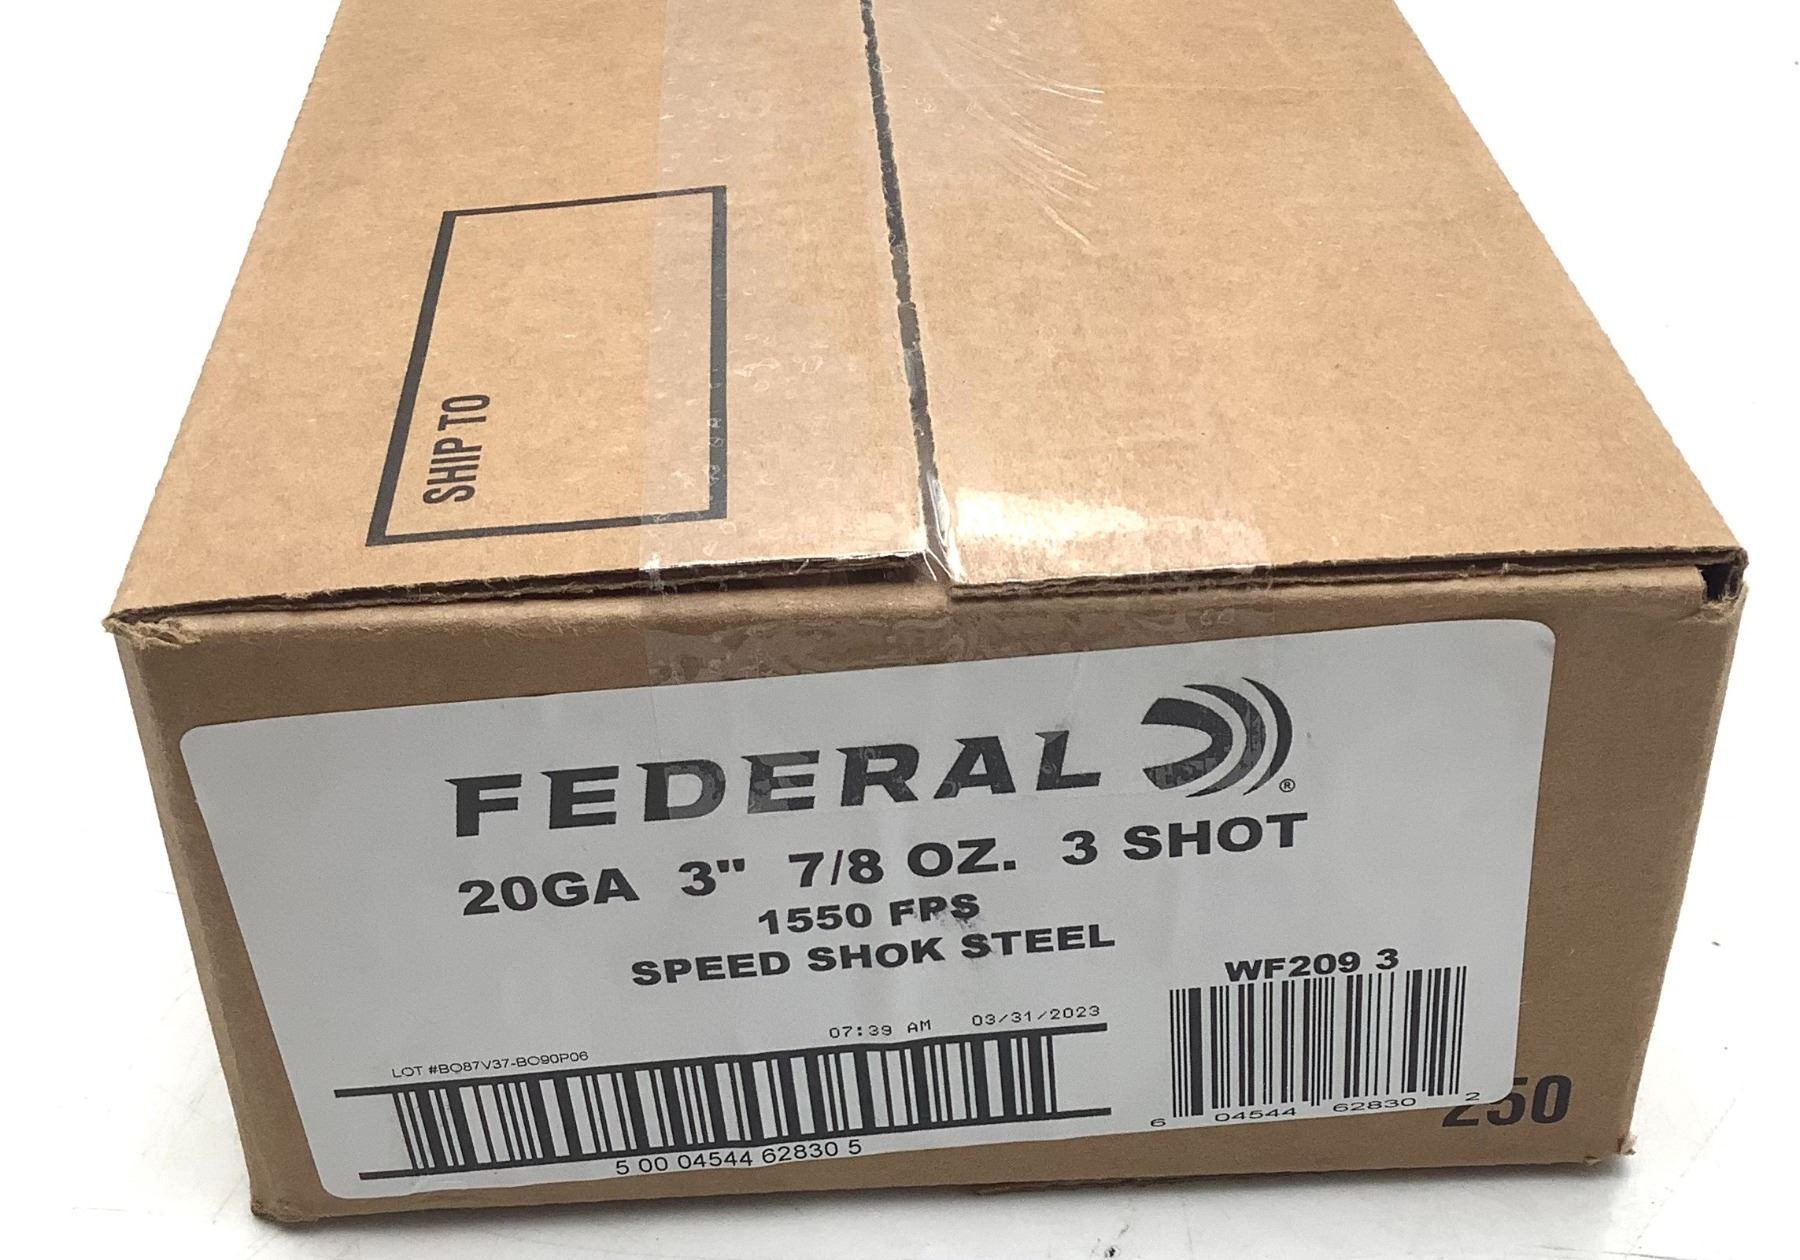 SHIP TO
FEDERAL®
20GA 3" 7/8 OZ. 3 SHOT
1550 FPS
SPEED SHOK STEEL
WF209 3
07:39 AM 03/31/2023
LOT #BO87V37-BO90P06
5 00 04544 62830 5
6 04544 62830 2
250